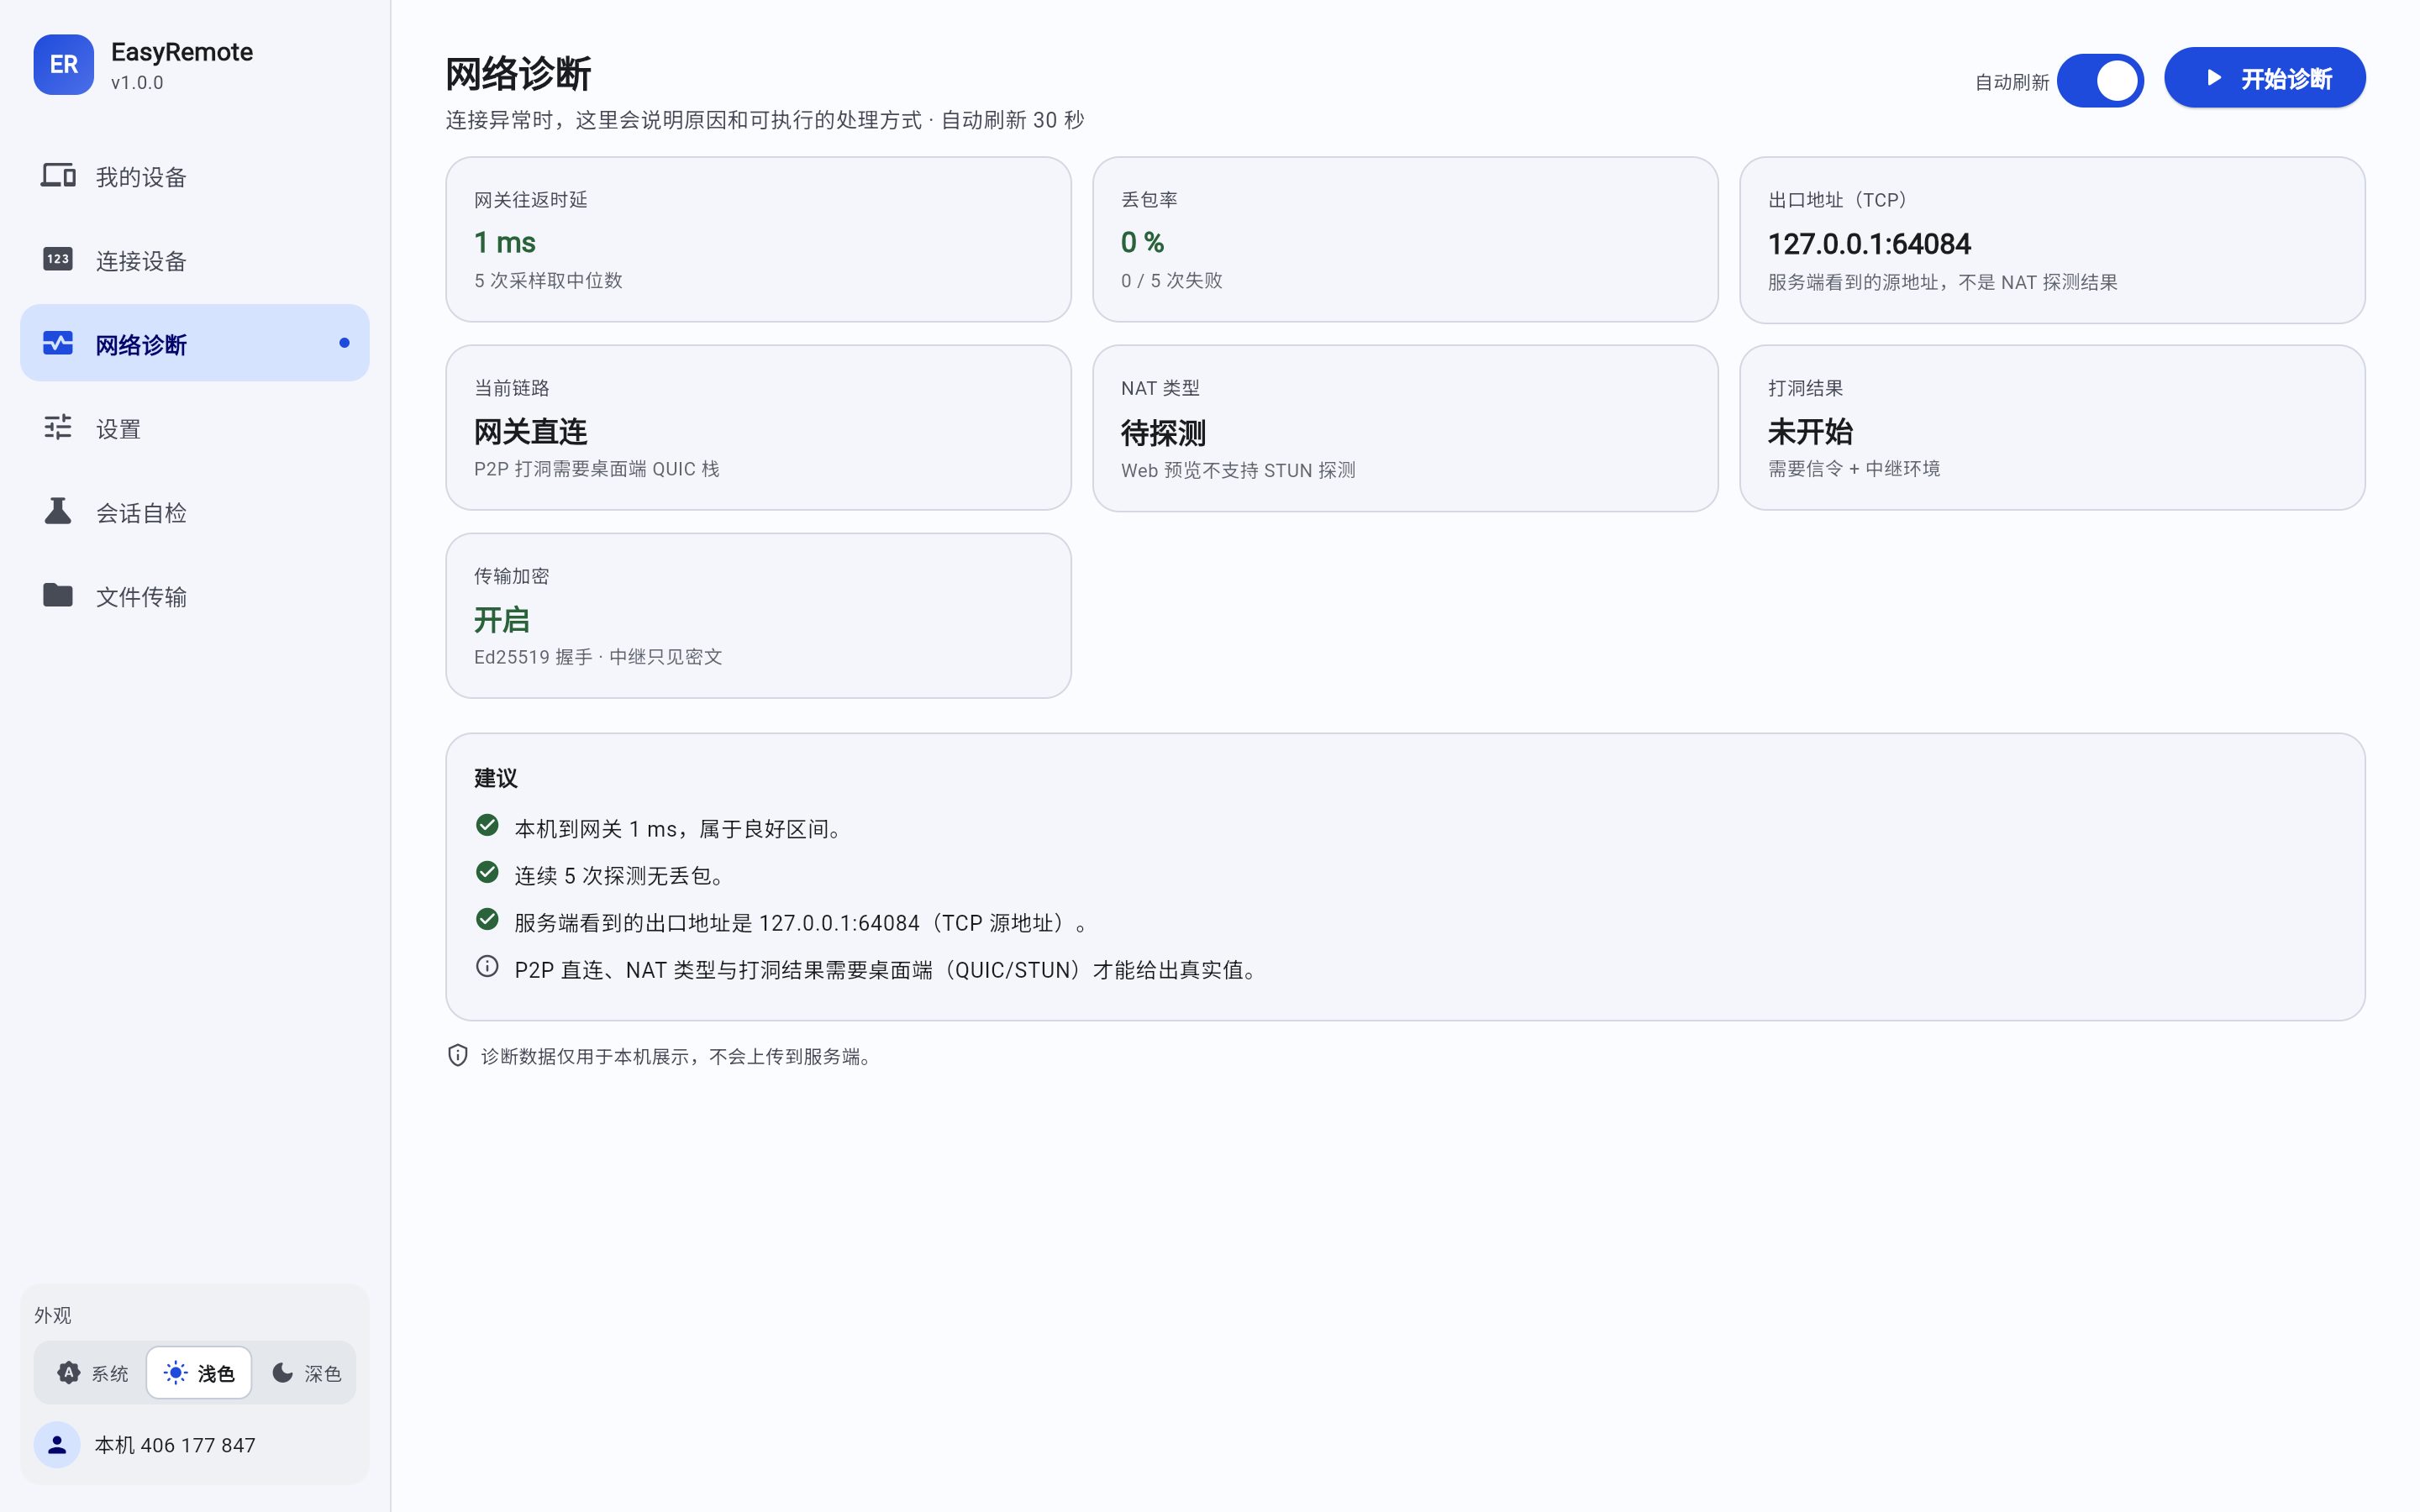 ER
EasyRemote
v1.0.0
我的设备
123
连接设备
网络诊断
设置
会话自检
文件传输
外观
A 系统
浅色
深色
本机 406 177 847
网络诊断
连接异常时，这里会说明原因和可执行的处理方式 · 自动刷新 30 秒
自动刷新
开始诊断
网关往返时延
1 ms
5 次采样取中位数
丢包率
0 %
0 / 5 次失败
出口地址（TCP）
127.0.0.1:64084
服务端看到的源地址，不是 NAT 探测结果
当前链路
网关直连
P2P 打洞需要桌面端 QUIC 栈
NAT 类型
待探测
Web 预览不支持 STUN 探测
打洞结果
未开始
需要信令 + 中继环境
传输加密
开启
Ed25519 握手 · 中继只见密文
建议
本机到网关 1 ms，属于良好区间。
连续 5 次探测无丢包。
服务端看到的出口地址是 127.0.0.1:64084（TCP 源地址）。
P2P 直连、NAT 类型与打洞结果需要桌面端（QUIC/STUN）才能给出真实值。
诊断数据仅用于本机展示，不会上传到服务端。